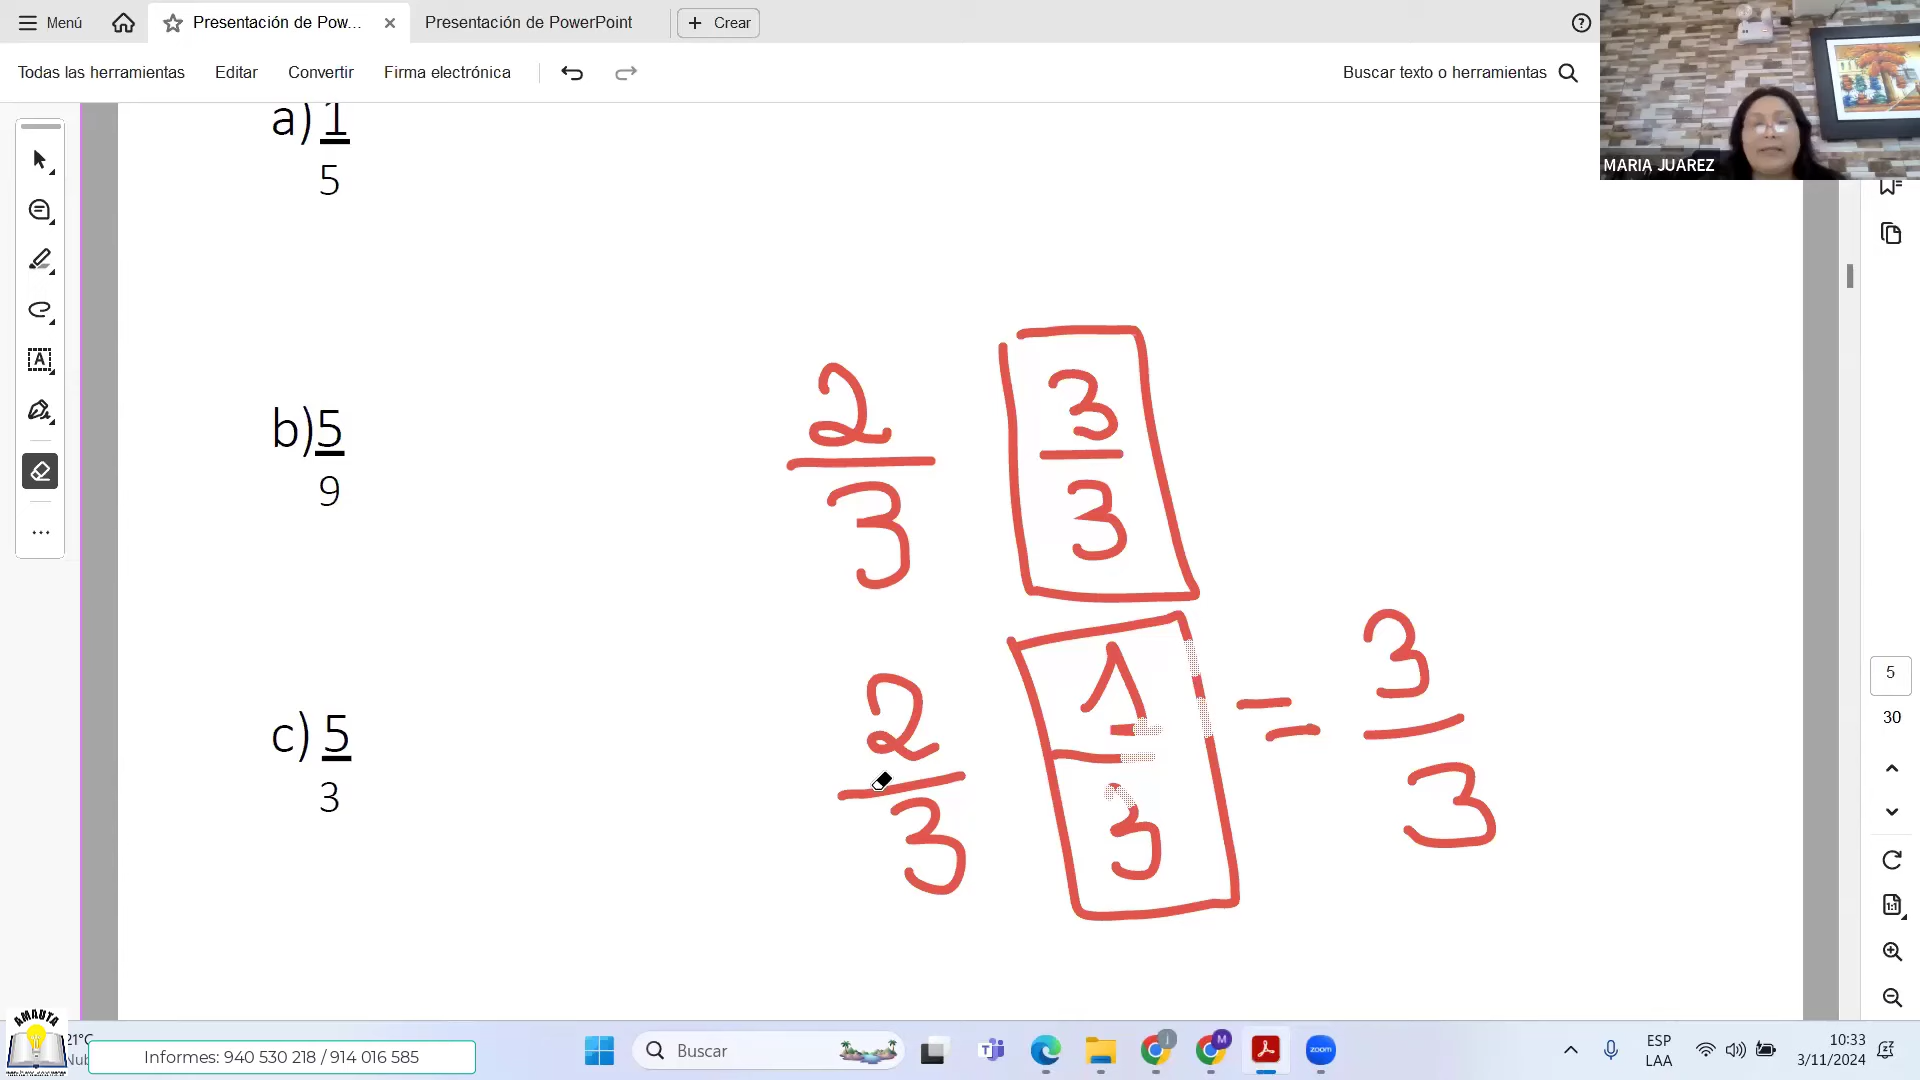 Menú
Presentación de Pow...
Presentación de PowerPoint
Crear
Todas las herramientas
Editar
Convertir
Firma electrónica
Buscar texto o herramientas
MARIA JUAREZ
a) 1
5
b) 5
9
c) 5
3
2
3
3
3
2
3
1
3
=
3
3
5
30
AMAUTA
21°C
Informes: 940 530 218 / 914 016 585
Buscar
zoom
ESP
LAA
10:33
3/11/2024